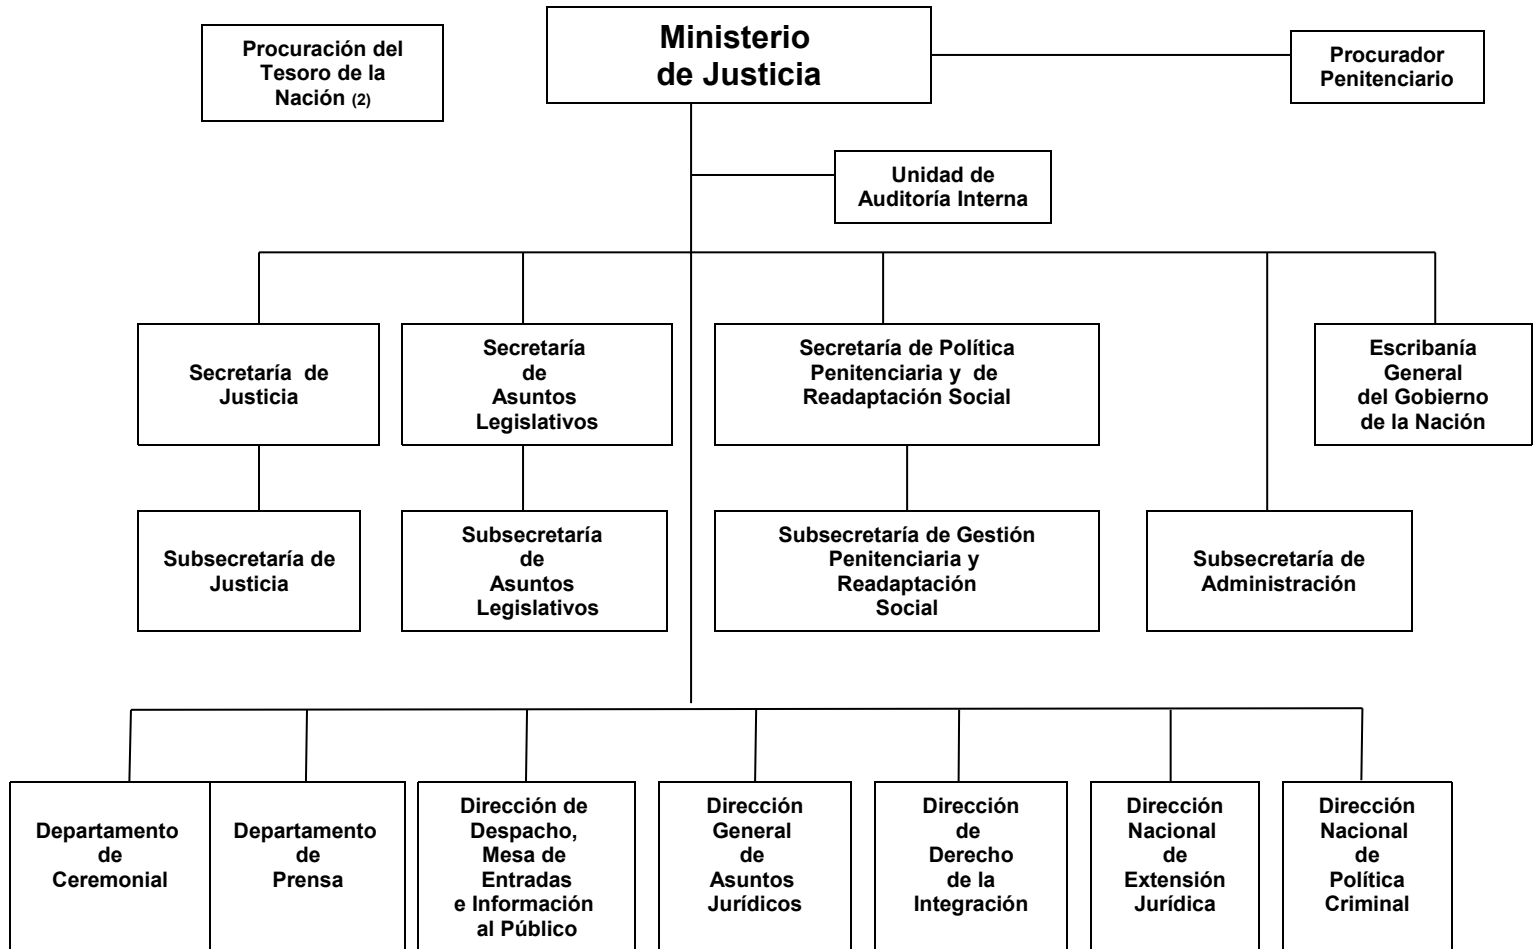 Procuración del
Tesoro de la
Nación (2)
Ministerio
de Justicia
Procurador
Penitenciario
Unidad de
Auditoría Interna
Secretaría de
Justicia
Secretaría
de
Asuntos
Legislativos
Secretaría de Política
Penitenciaria y de
Readaptación Social
Escribanía
General
del Gobierno
de la Nación
Subsecretaría de
Justicia
Subsecretaría
de
Asuntos
Legislativos
Subsecretaría de Gestión
Penitenciaria y
Readaptación
Social
Subsecretaría de
Administración
Departamento
de
Ceremonial
Departamento
de
Prensa
Dirección de
Despacho,
Mesa de
Entradas
e Información
al Público
Dirección
General
de
Asuntos
Jurídicos
Dirección
de
Derecho
de la
Integración
Dirección
Nacional
de
Extensión
Jurídica
Dirección
Nacional
de
Política
Criminal